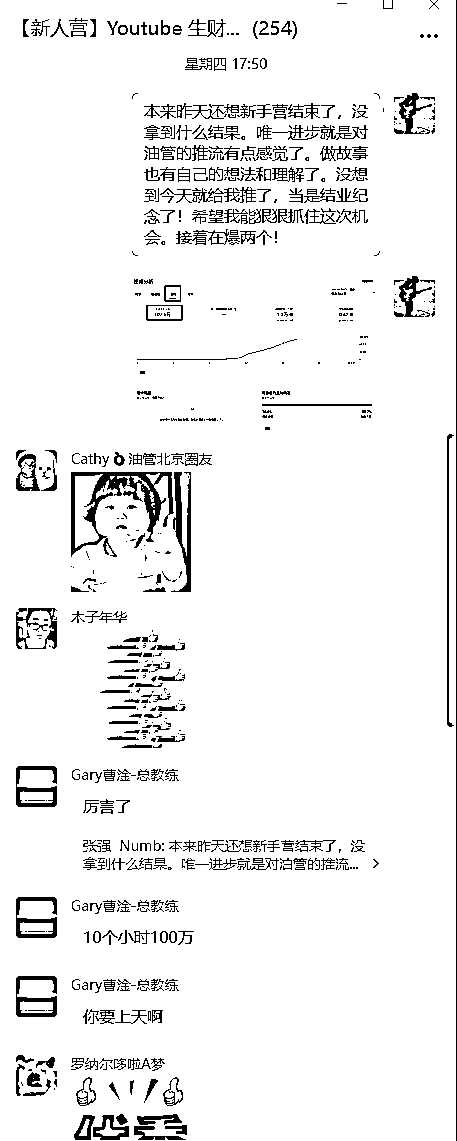 【新人营】Youtube 生财... (254)
星期四 17:50
本来昨天还想新手营结束了，没
拿到什么结果。唯一进步就是对
油管的推流有点感觉了。做故事
也有自己的想法和理解了。没想
到今天就给我推了，当是结业纪
念了！希望我能狠狠抓住这次机
会。接着在爆两个！
Cathy 油管北京圈友
木子年华
Gary曹淦-总教练
厉害了
张强 Numb: 本来昨天还想新手营结束了，没
拿到什么结果。唯一进步就是对油管的推流...
Gary曹淦-总教练
10个小时100万
Gary曹淦-总教练
你要上天啊
罗纳尔哆啦A梦